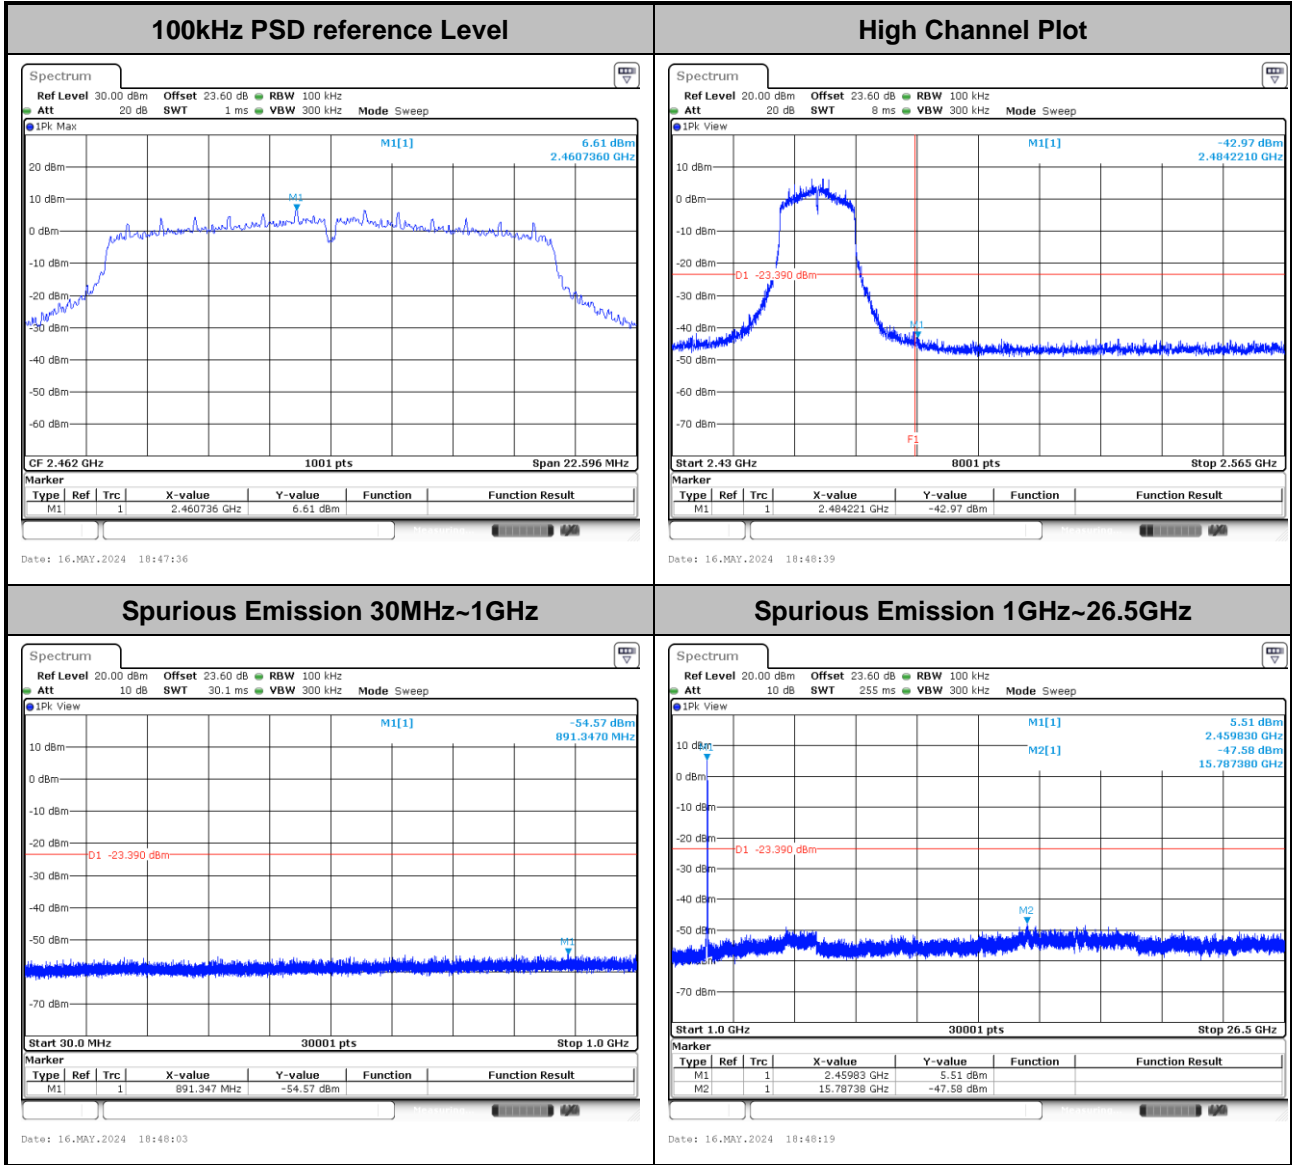 100kHz PSD reference Level
Spectrum
Ref Level 30.00 dBm Offset 23.60 dB RBW 100 kHz
Att 20 dB SWT 1 ms VBW 300 kHz Mode Sweep
1Pk Max
M1[1] 6.61 dBm
2.4607360 GHz
20 dBm
10 dBm
M1
0 dBm
-10 dBm
-20 dBm
-30 dBm
-40 dBm
-50 dBm
-60 dBm
CF 2.462 GHz 1001 pts Span 22.596 MHz
Marker
Type Ref Trc X-value Y-value Function Function Result
M1 1 2.460736 GHz 6.61 dBm
Date: 16.MAY.2024 18:47:36
High Channel Plot
Spectrum
Ref Level 20.00 dBm Offset 23.60 dB RBW 100 kHz
Att 20 dB SWT 8 ms VBW 300 kHz Mode Sweep
1Pk View
M1[1] -42.97 dBm
2.4842210 GHz
10 dBm
0 dBm
-10 dBm
-20 dBm
D1 -23.390 dBm
-30 dBm
-40 dBm
M1
-50 dBm
-60 dBm
-70 dBm
F1
Start 2.43 GHz 8001 pts Stop 2.565 GHz
Marker
Type Ref Trc X-value Y-value Function Function Result
M1 1 2.484221 GHz -42.97 dBm
Measuring
Date: 16.MAY.2024 18:48:39
Spurious Emission 30MHz~1GHz
Spectrum
Ref Level 20.00 dBm Offset 23.60 dB RBW 100 kHz
Att 10 dB SWT 30.1 ms VBW 300 kHz Mode Sweep
1Pk View
M1[1] -54.57 dBm
891.3470 MHz
10 dBm
0 dBm
-10 dBm
-20 dBm
D1 -23.390 dBm
-30 dBm
-40 dBm
-50 dBm
M1
-70 dBm
Start 30.0 MHz 30001 pts Stop 1.0 GHz
Marker
Type Ref Trc X-value Y-value Function Function Result
M1 1 891.347 MHz -54.57 dBm
Date: 16.MAY.2024 18:48:03
Spurious Emission 1GHz~26.5GHz
Spectrum
Ref Level 20.00 dBm Offset 23.60 dB RBW 100 kHz
Att 10 dB SWT 255 ms VBW 300 kHz Mode Sweep
1Pk View
M1[1] 5.51 dBm
2.459830 GHz
M2[1] -47.58 dBm
15.787380 GHz
10 dBm
M1
0 dBm
-10 dBm
-20 dBm
D1 -23.390 dBm
-30 dBm
-40 dBm
M2
-50 dBm
-70 dBm
Start 1.0 GHz 30001 pts Stop 26.5 GHz
Marker
Type Ref Trc X-value Y-value Function Function Result
M1 1 2.45983 GHz 5.51 dBm
M2 1 15.78738 GHz -47.58 dBm
Date: 16.MAY.2024 18:48:19